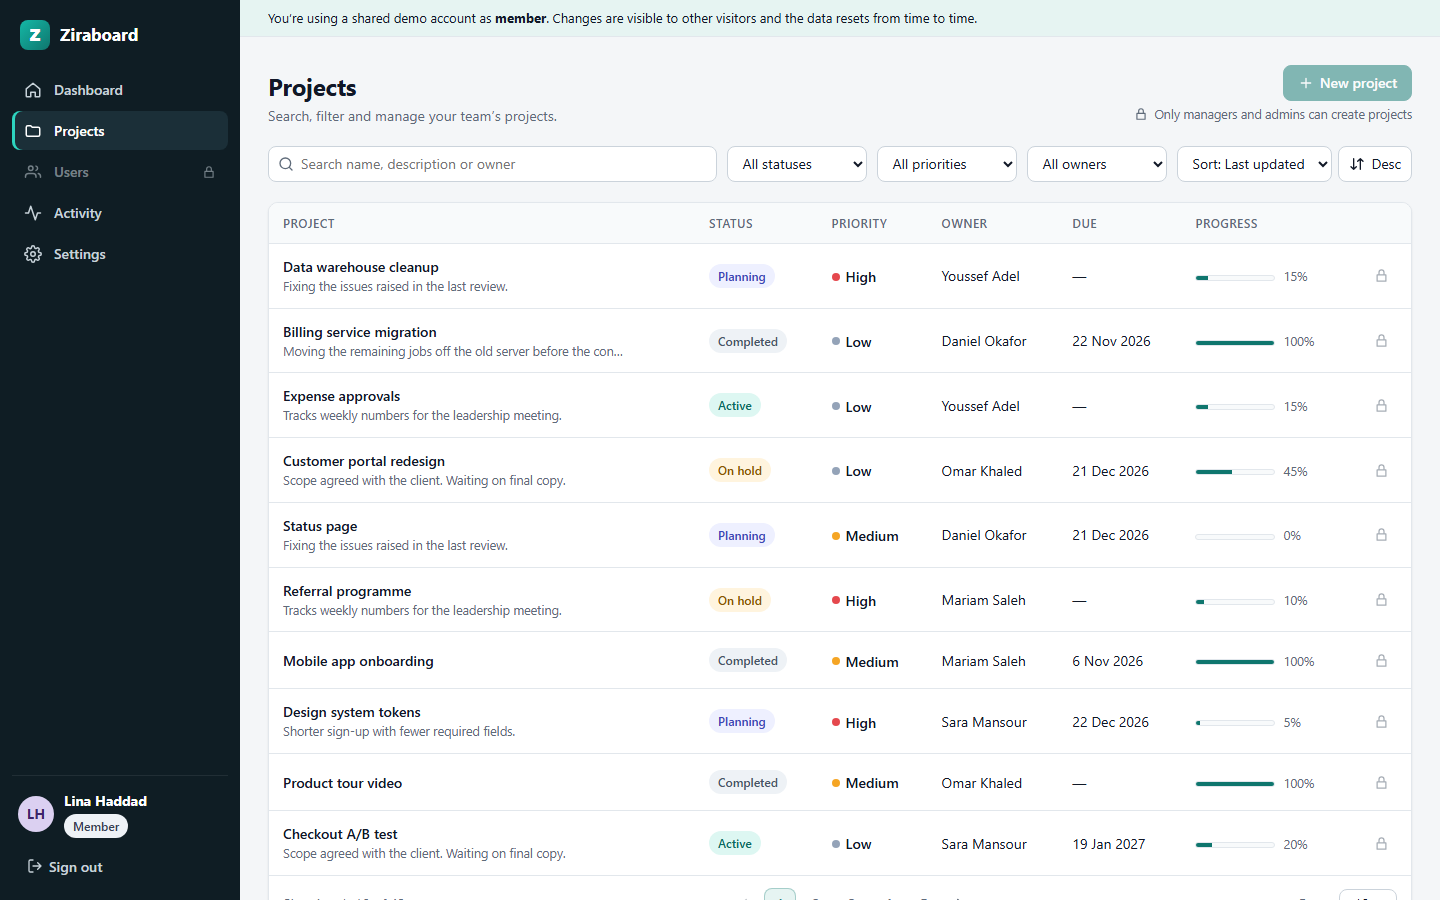 Z Ziraboard
Dashboard
Projects
Users
Activity
Settings
LH Lina Haddad
Member
Sign out
You're using a shared demo account as member. Changes are visible to other visitors and the data resets from time to time.
Projects
Search, filter and manage your team's projects.
+ New project
Only managers and admins can create projects
Search name, description or owner
All statuses
All priorities
All owners
Sort: Last updated
Desc
PROJECT STATUS PRIORITY OWNER DUE PROGRESS
Data warehouse cleanup
Fixing the issues raised in the last review.
Planning High Youssef Adel — 15%
Billing service migration
Moving the remaining jobs off the old server before the con...
Completed Low Daniel Okafor 22 Nov 2026 100%
Expense approvals
Tracks weekly numbers for the leadership meeting.
Active Low Youssef Adel — 15%
Customer portal redesign
Scope agreed with the client. Waiting on final copy.
On hold Low Omar Khaled 21 Dec 2026 45%
Status page
Fixing the issues raised in the last review.
Planning Medium Daniel Okafor 21 Dec 2026 0%
Referral programme
Tracks weekly numbers for the leadership meeting.
On hold High Mariam Saleh — 10%
Mobile app onboarding
Completed Medium Mariam Saleh 6 Nov 2026 100%
Design system tokens
Shorter sign-up with fewer required fields.
Planning High Sara Mansour 22 Dec 2026 5%
Product tour video
Completed Medium Omar Khaled — 100%
Checkout A/B test
Scope agreed with the client. Waiting on final copy.
Active Low Sara Mansour 19 Jan 2027 20%